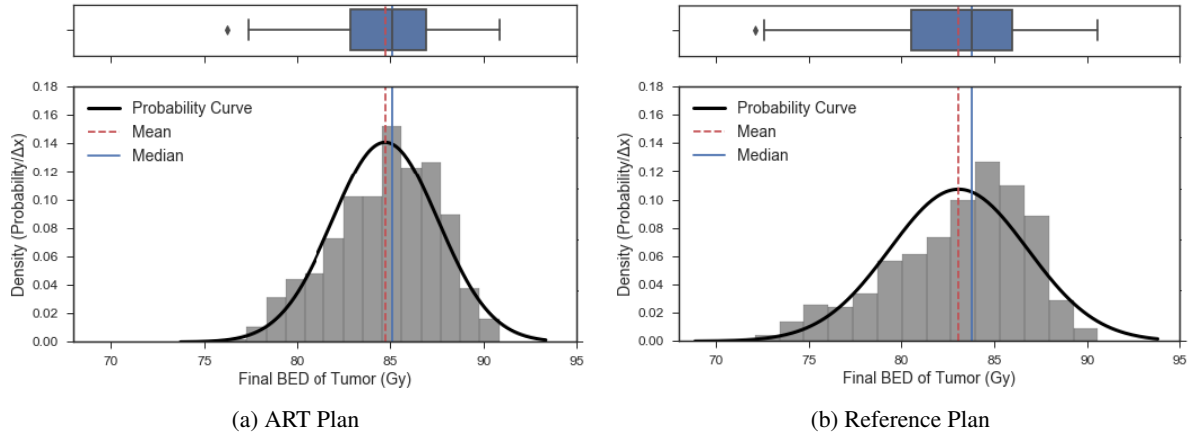 0.18
0.16
0.14
0.12
0.10
0.08
0.06
0.04
0.02
0.00
Density (Probability/Δx)
Probability Curve
Mean
Median
70 75 80 85 90 95
Final BED of Tumor (Gy)
(a) ART Plan
0.18
0.16
0.14
0.12
0.10
0.08
0.06
0.04
0.02
0.00
Density (Probability/Δx)
Probability Curve
Mean
Median
70 75 80 85 90 95
Final BED of Tumor (Gy)
(b) Reference Plan